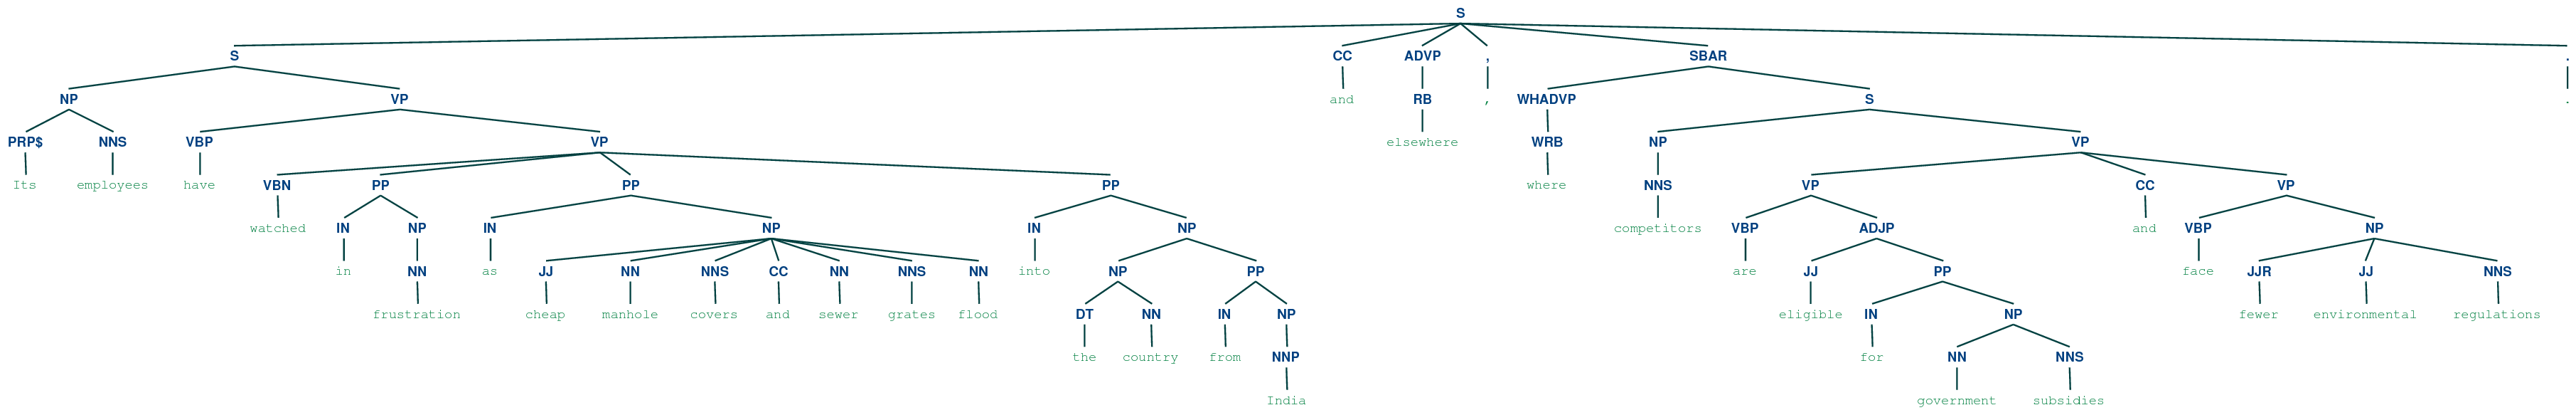 S
S CC ADVP , SBAR .
NP VP and RB , WHADVP S .
PRP$ NNS VBP VP elsewhere WRB NP VP
Its employees have VBN PP PP PP where NNS VP CC VP
watched IN NP IN NP IN NP competitors VBP ADJP and VBP NP
in NN as JJ NN NNS CC NN NNS NN into NP PP are JJ PP face JJR JJ NNS
frustration cheap manhole covers and sewer grates flood DT NN IN NP eligible IN NP fewer environmental regulations
the country from NNP for NN NNS
India government subsidies